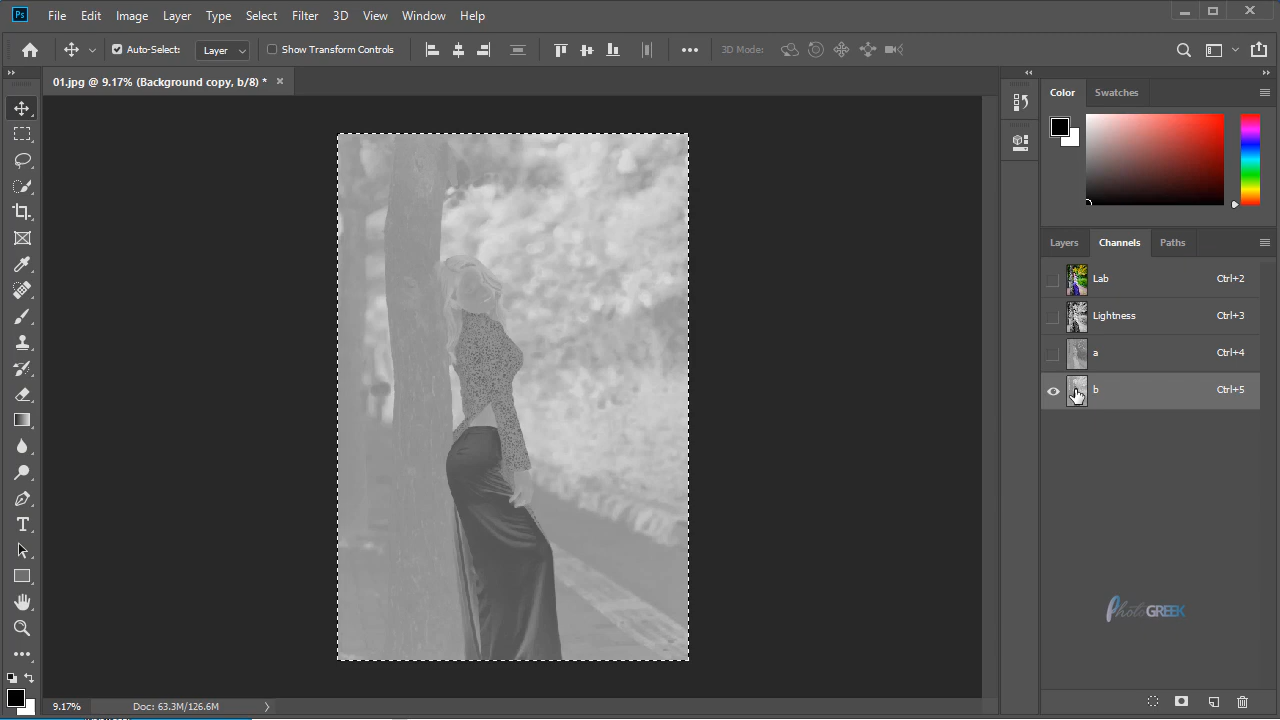 Ps File Edit Image Layer Type Select Filter 3D View Window Help
Auto-Select: Layer Show Transform Controls 3D Mode:
01.jpg @ 9.17% (Background copy, b/8) *
Color Swatches
Layers Channels Paths
Lab Ctrl+2
Lightness Ctrl+3
a Ctrl+4
b Ctrl+5
PhotoGREEK
9.17% Doc: 63.3M/126.6M